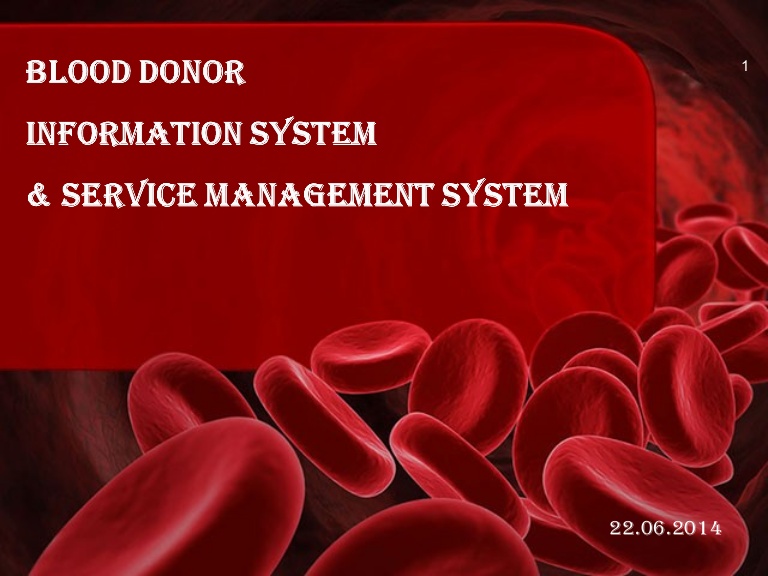 BLOOD DONOR
1
INFORMATION SYSTEM
& SERVICE MANAGEMENT SYSTEM
22.06.2014